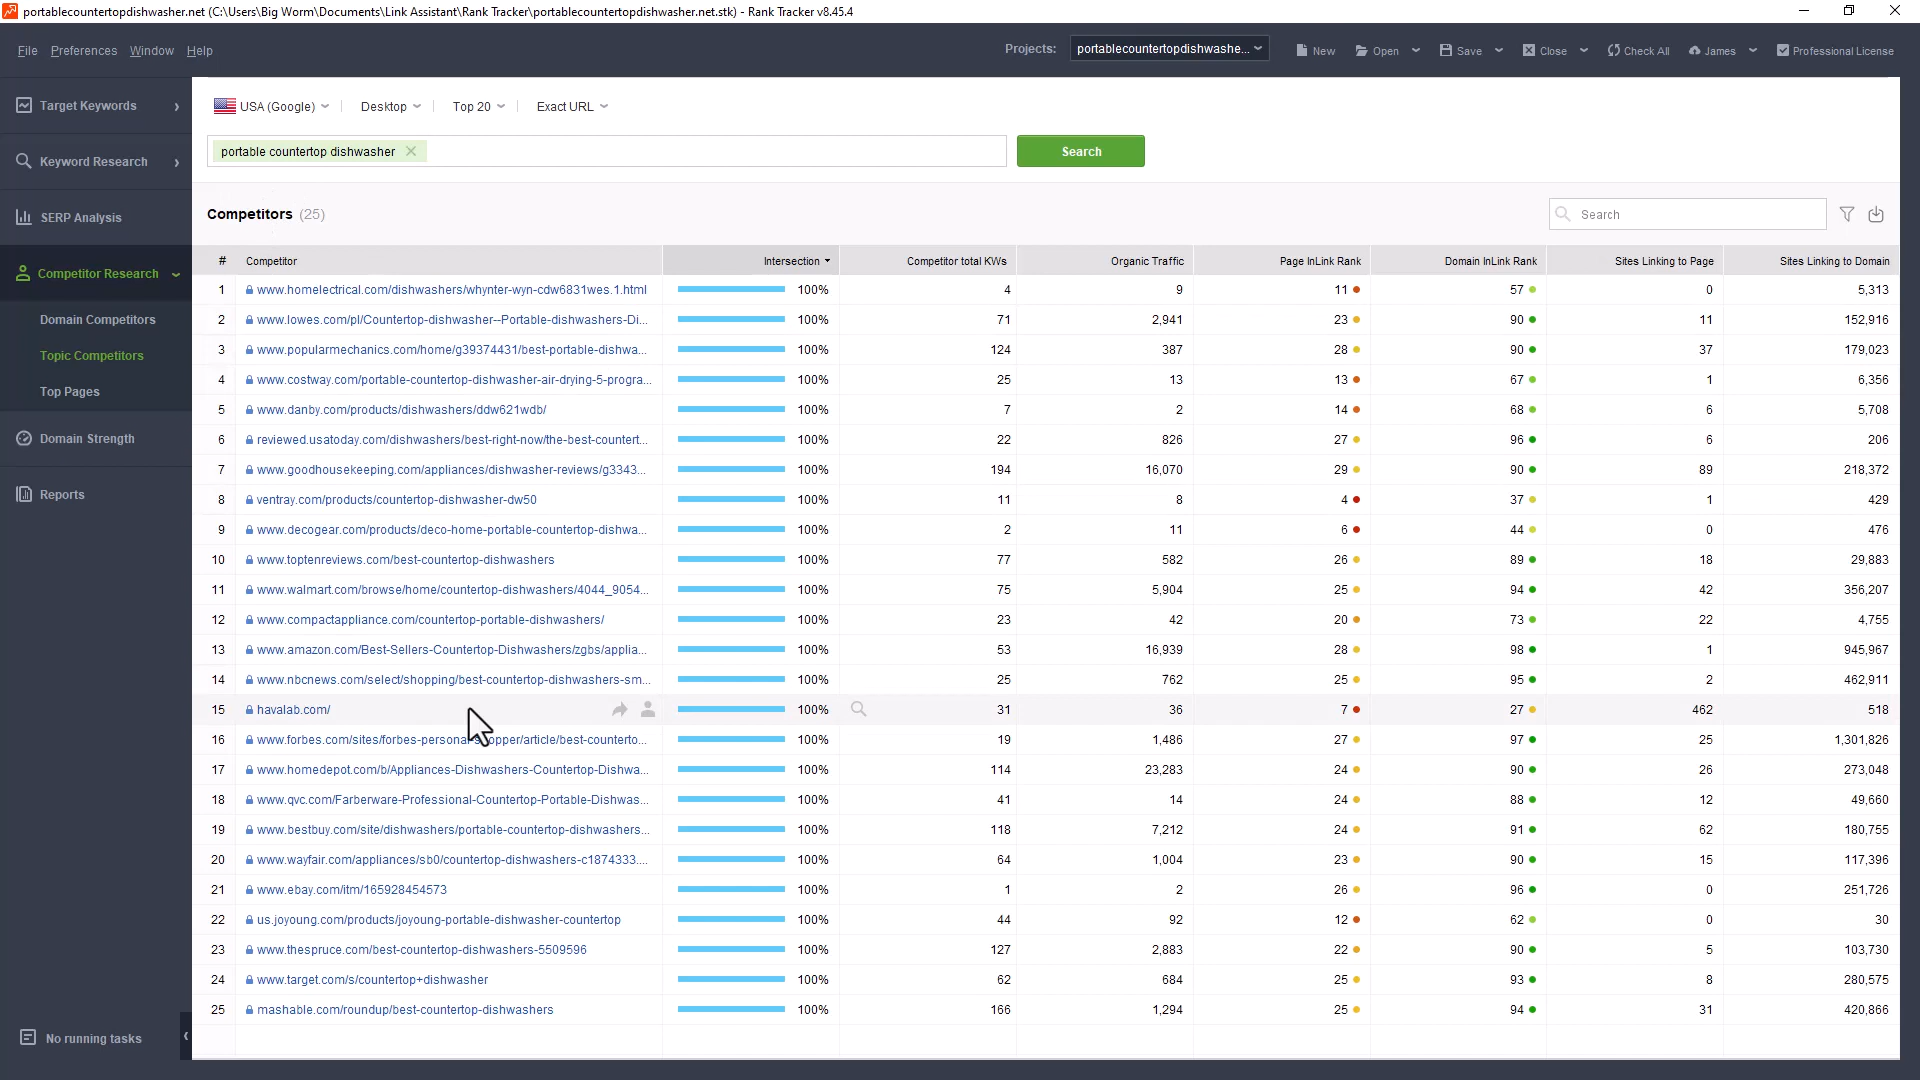 portablecountertopdishwasher.net (C:\Users\Big Worm\Documents\Link Assistant\Rank Tracker\portablecountertopdishwasher.net.stk) - Rank Tracker v8.45.4
File Preferences Window Help
Projects: portablecountertopdishwashe... New Open Save Close Check All James Professional License
Target Keywords
Keyword Research
SERP Analysis
Competitor Research
Domain Competitors
Topic Competitors
Top Pages
Domain Strength
Reports
No running tasks
USA (Google) Desktop Top 20 Exact URL
portable countertop dishwasher Search
Competitors (25) Search
# Competitor Intersection Competitor total KWs Organic Traffic Page InLink Rank Domain InLink Rank Sites Linking to Page Sites Linking to Domain
1 www.homelectrical.com/dishwashers/whynter-wyn-cdw6831wes.1.html 100% 4 9 11 57 0 5,313
2 www.lowes.com/pl/Countertop-dishwasher--Portable-dishwashers-Di... 100% 71 2,941 23 90 11 152,916
3 www.popularmechanics.com/home/g39374431/best-portable-dishwa... 100% 124 387 28 90 37 179,023
4 www.costway.com/portable-countertop-dishwasher-air-drying-5-progra... 100% 25 13 13 67 1 6,356
5 www.danby.com/products/dishwashers/ddw621wdb/ 100% 7 2 14 68 6 5,708
6 reviewed.usatoday.com/dishwashers/best-right-now/the-best-countert... 100% 22 826 27 96 6 206
7 www.goodhousekeeping.com/appliances/dishwasher-reviews/g3343... 100% 194 16,070 29 90 89 218,372
8 ventray.com/products/countertop-dishwasher-dw50 100% 11 8 4 37 1 429
9 www.decogear.com/products/deco-home-portable-countertop-dishwa... 100% 2 11 6 44 0 476
10 www.toptenreviews.com/best-countertop-dishwashers 100% 77 582 26 89 18 29,883
11 www.walmart.com/browse/home/countertop-dishwashers/4044_9054... 100% 75 5,904 25 94 42 356,207
12 www.compactappliance.com/countertop-portable-dishwashers/ 100% 23 42 20 73 22 4,755
13 www.amazon.com/Best-Sellers-Countertop-Dishwashers/zgbs/applia... 100% 53 16,939 28 98 1 945,967
14 www.nbcnews.com/select/shopping/best-countertop-dishwashers-sm... 100% 25 762 25 95 2 462,911
15 havalab.com/ 100% 31 36 7 27 462 518
16 www.forbes.com/sites/forbes-personal-shopper/article/best-counterto... 100% 19 1,486 27 97 25 1,301,826
17 www.homedepot.com/b/Appliances-Dishwashers-Countertop-Dishwa... 100% 114 23,283 24 90 26 273,048
18 www.qvc.com/Farberware-Professional-Countertop-Portable-Dishwas... 100% 41 14 24 88 12 49,660
19 www.bestbuy.com/site/dishwashers/portable-countertop-dishwashers... 100% 118 7,212 24 91 62 180,755
20 www.wayfair.com/appliances/sb0/countertop-dishwashers-c1874333.... 100% 64 1,004 23 90 15 117,396
21 www.ebay.com/itm/165928454573 100% 1 2 26 96 0 251,726
22 us.joyoung.com/products/joyoung-portable-dishwasher-countertop 100% 44 92 12 62 0 30
23 www.thespruce.com/best-countertop-dishwashers-5509596 100% 127 2,883 22 90 5 103,730
24 www.target.com/s/countertop+dishwasher 100% 62 684 25 93 8 280,575
25 mashable.com/roundup/best-countertop-dishwashers 100% 166 1,294 25 94 31 420,866